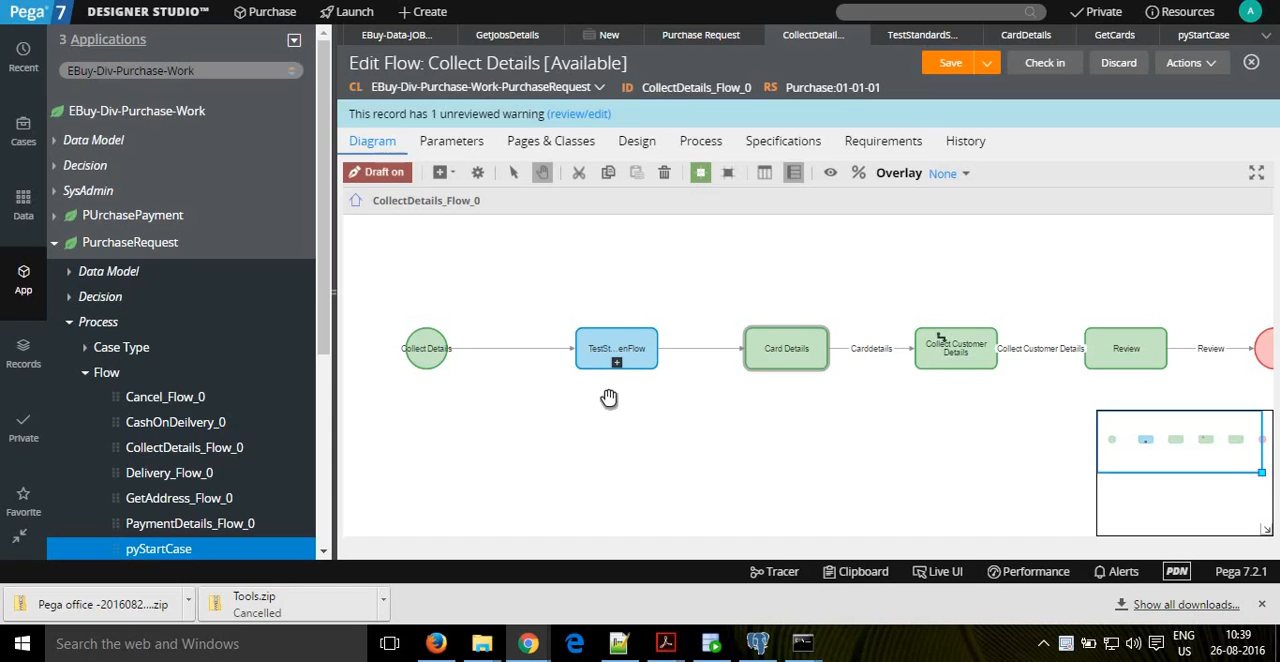 Pega 7 DESIGNER STUDIO™ Purchase Launch Create Private Resources A
Recent
Cases
Data
App
Records
Private
Favorite
3 Applications
EBuy-Div-Purchase-Work
EBuy-Div-Purchase-Work
Data Model
Decision
SysAdmin
PUrchasePayment
PurchaseRequest
Data Model
Decision
Process
Case Type
Flow
Cancel_Flow_0
CashOnDeilvery_0
CollectDetails_Flow_0
Delivery_Flow_0
GetAddress_Flow_0
PaymentDetails_Flow_0
pyStartCase
EBuy-Data-JOB... GetJobsDetails New Purchase Request CollectDetail... TestStandards... CardDetails GetCards pyStartCase
Edit Flow: Collect Details [Available] Save Check in Discard Actions
CL EBuy-Div-Purchase-Work-PurchaseRequest ID CollectDetails_Flow_0 RS Purchase:01-01-01
This record has 1 unreviewed warning (review/edit)
Diagram Parameters Pages & Classes Design Process Specifications Requirements History
Draft on Overlay None
CollectDetails_Flow_0
Collect Details TestSt...enFlow Card Details Carddetails Collect Customer Details Collect Customer Details Review Review
Tracer Clipboard Live UI Performance Alerts PDN Pega 7.2.1
Pega office -2016082....zip Tools.zip
Cancelled
Show all downloads...
Search the web and Windows
ENG
US
10:39
26-08-2016